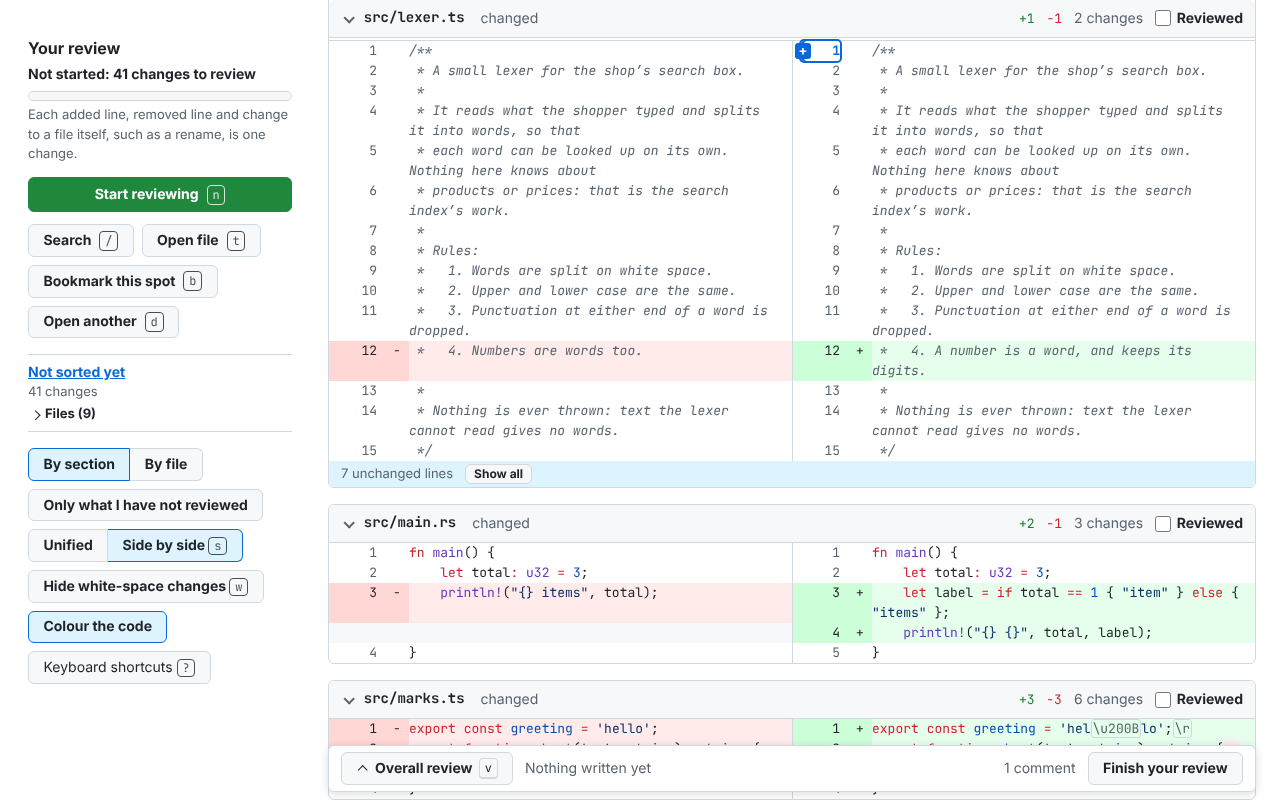 Your review
Not started: 41 changes to review
Each added line, removed line and change
to a file itself, such as a rename, is one
change.
Start reviewing n
Search / Open file t
Bookmark this spot b
Open another d
Not sorted yet
41 changes
Files (9)
By section By file
Only what I have not reviewed
Unified Side by side s
Hide white-space changes w
Colour the code
Keyboard shortcuts ?
src/lexer.ts changed +1 -1 2 changes Reviewed
1 /**
2 * A small lexer for the shop’s search box.
3 *
4 * It reads what the shopper typed and splits
it into words, so that
5 * each word can be looked up on its own.
Nothing here knows about
6 * products or prices: that is the search
index’s work.
7 *
8 * Rules:
9 *   1. Words are split on white space.
10 *   2. Upper and lower case are the same.
11 *   3. Punctuation at either end of a word is
dropped.
12 - *   4. Numbers are words too.
13 *
14 * Nothing is ever thrown: text the lexer
cannot read gives no words.
15 */
+ 1 /**
2 * A small lexer for the shop’s search box.
3 *
4 * It reads what the shopper typed and splits
it into words, so that
5 * each word can be looked up on its own.
Nothing here knows about
6 * products or prices: that is the search
index’s work.
7 *
8 * Rules:
9 *   1. Words are split on white space.
10 *   2. Upper and lower case are the same.
11 *   3. Punctuation at either end of a word is
dropped.
12 + *   4. A number is a word, and keeps its
digits.
13 *
14 * Nothing is ever thrown: text the lexer
cannot read gives no words.
15 */
7 unchanged lines Show all
src/main.rs changed +2 -1 3 changes Reviewed
1 fn main() {
2     let total: u32 = 3;
3 -     println!("{} items", total);
4 }
1 fn main() {
2     let total: u32 = 3;
3 +     let label = if total == 1 { "item" } else {
"items" };
4 +     println!("{} {}", total, label);
5 }
src/marks.ts changed +3 -3 6 changes Reviewed
1 - export const greeting = 'hello';
1 + export const greeting = 'hel\u200Blo';\r
Overall review v Nothing written yet 1 comment Finish your review